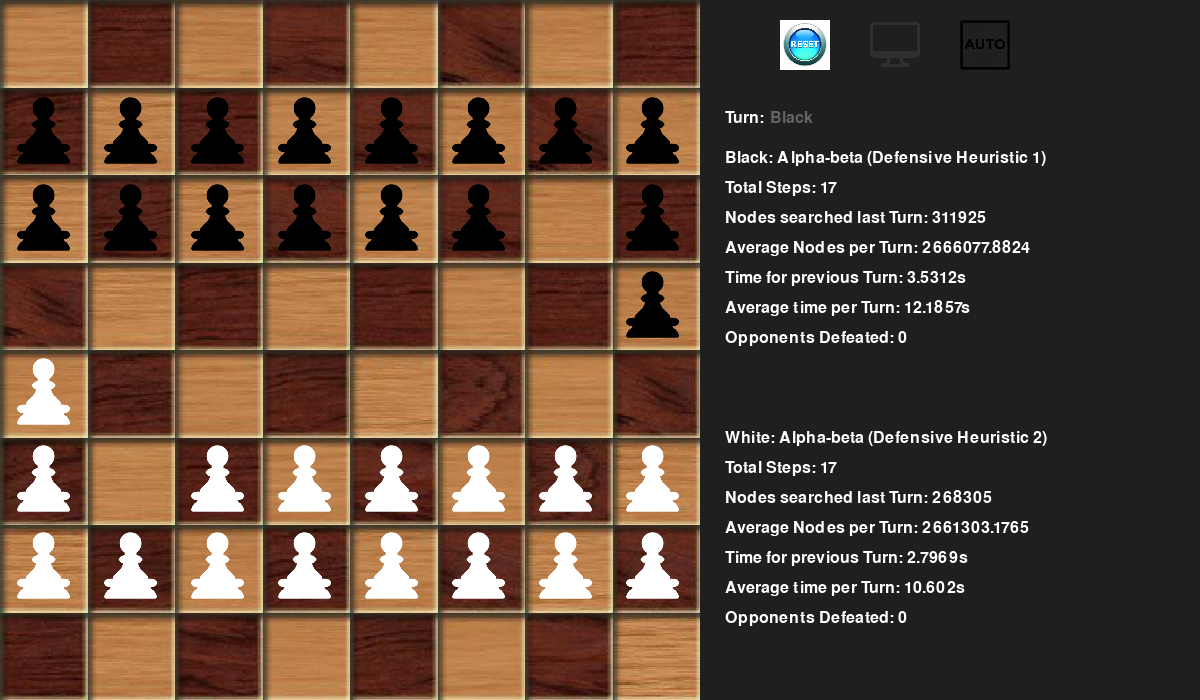 RESET
AUTO
Turn: Black
Black: Alpha-beta (Defensive Heuristic 1)
Total Steps: 17
Nodes searched last Turn: 311925
Average Nodes per Turn: 2666077.8824
Time for previous Turn: 3.5312s
Average time per Turn: 12.1857s
Opponents Defeated: 0
White: Alpha-beta (Defensive Heuristic 2)
Total Steps: 17
Nodes searched last Turn: 268305
Average Nodes per Turn: 2661303.1765
Time for previous Turn: 2.7969s
Average time per Turn: 10.602s
Opponents Defeated: 0